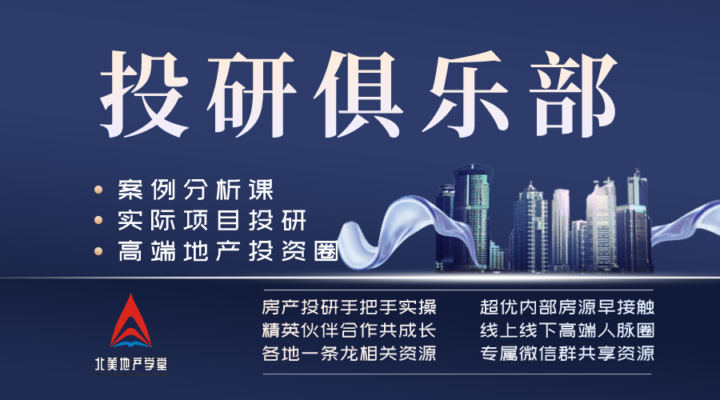 投研俱乐部
案例分析课
实际项目投研
高端地产投资圈
房产投研手把手实操
精英伙伴合作共成长
各地一条龙相关资源
超优内部房源早接触
线上线下高端人脉圈
专属微信群共享资源
北美地产学堂